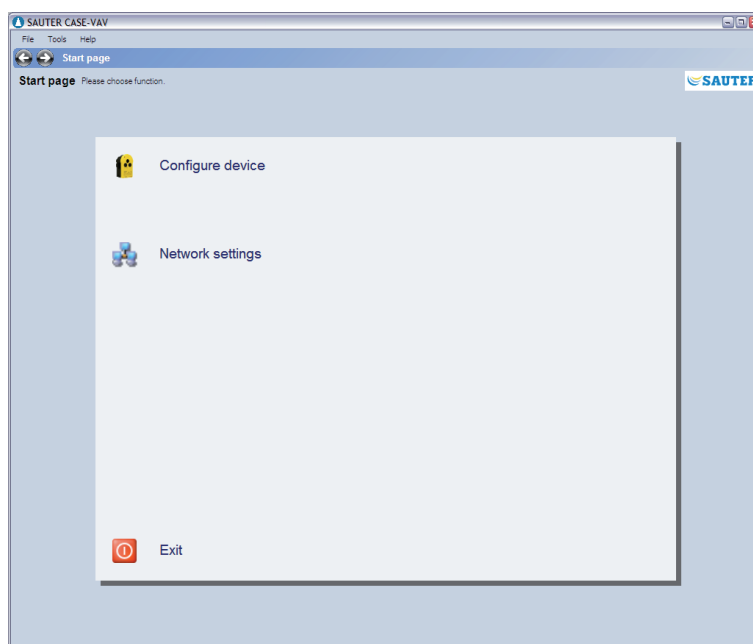 SAUTER CASE-VAV
File Tools Help
Start page
Start page Please choose function.
SAUTER
Configure device
Network settings
Exit